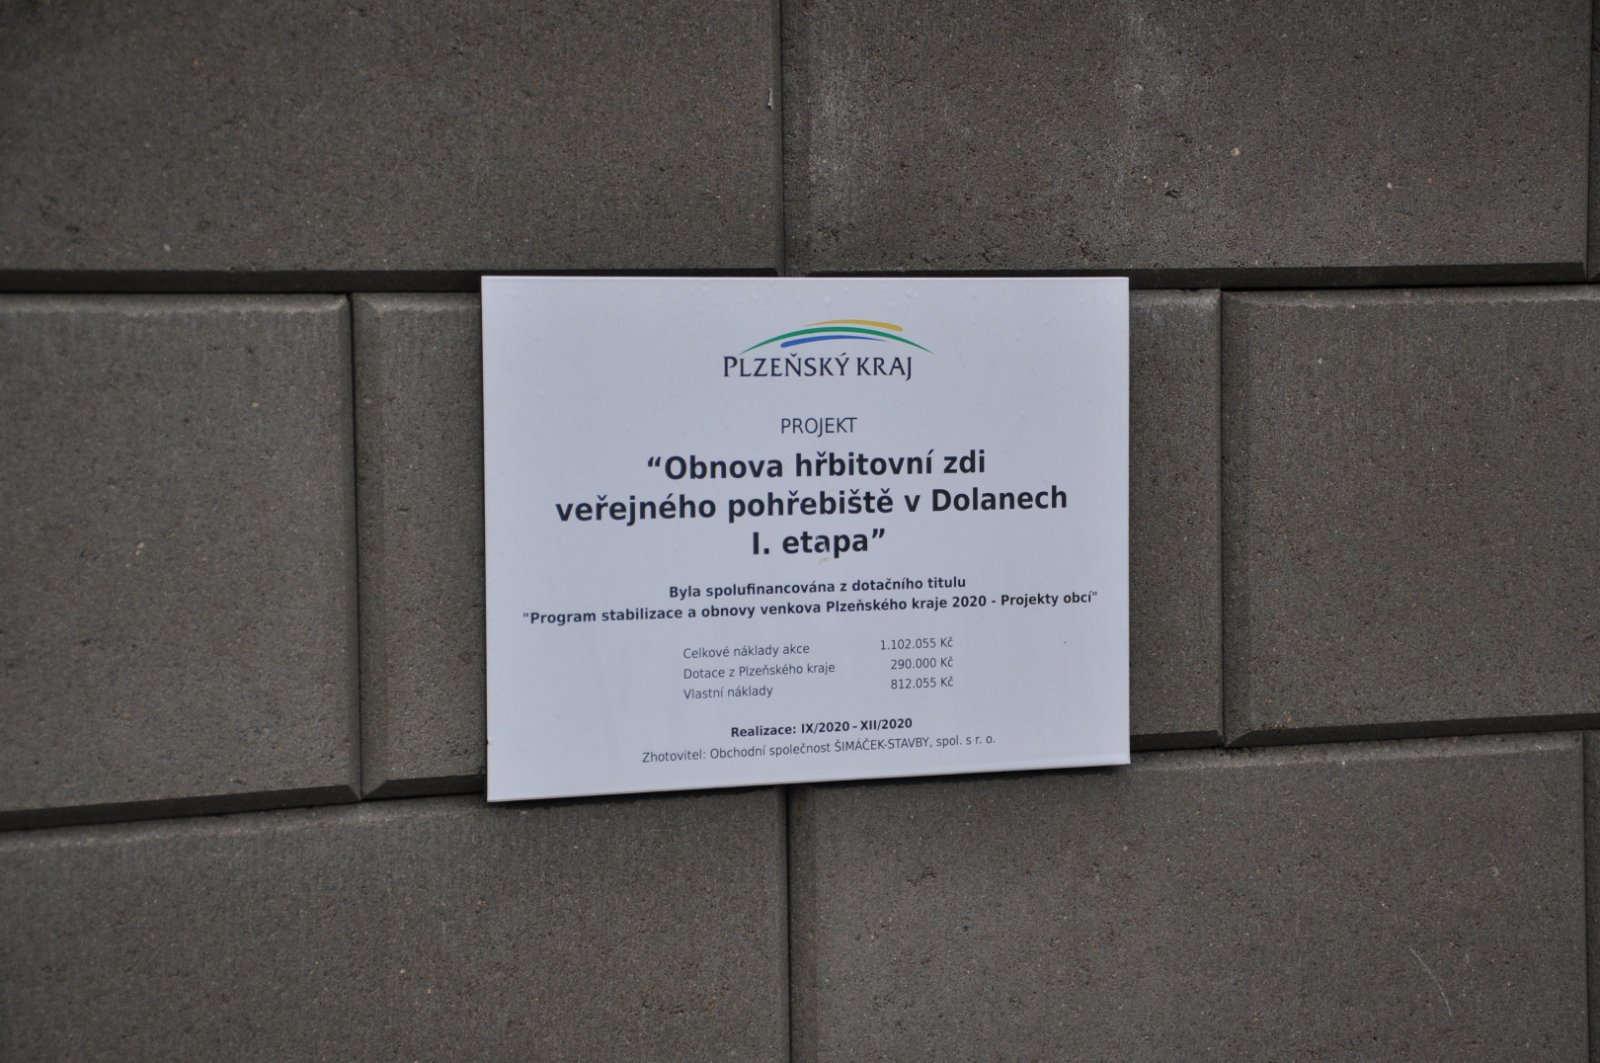 PLZEŇSKÝ KRAJ
PROJEKT
“Obnova hřbitovní zdi
veřejného pohřebiště v Dolanech
I. etapa”
Byla spolufinancována z dotačního titulu
"Program stabilizace a obnovy venkova Plzeňského kraje 2020 - Projekty obcí"
Celkové náklady akce 1.102.055 Kč
Dotace z Plzeňského kraje 290.000 Kč
Vlastní náklady 812.055 Kč
Realizace: IX/2020 – XII/2020
Zhotovitel: Obchodní společnost ŠIMÁČEK-STAVBY, spol. s r. o.